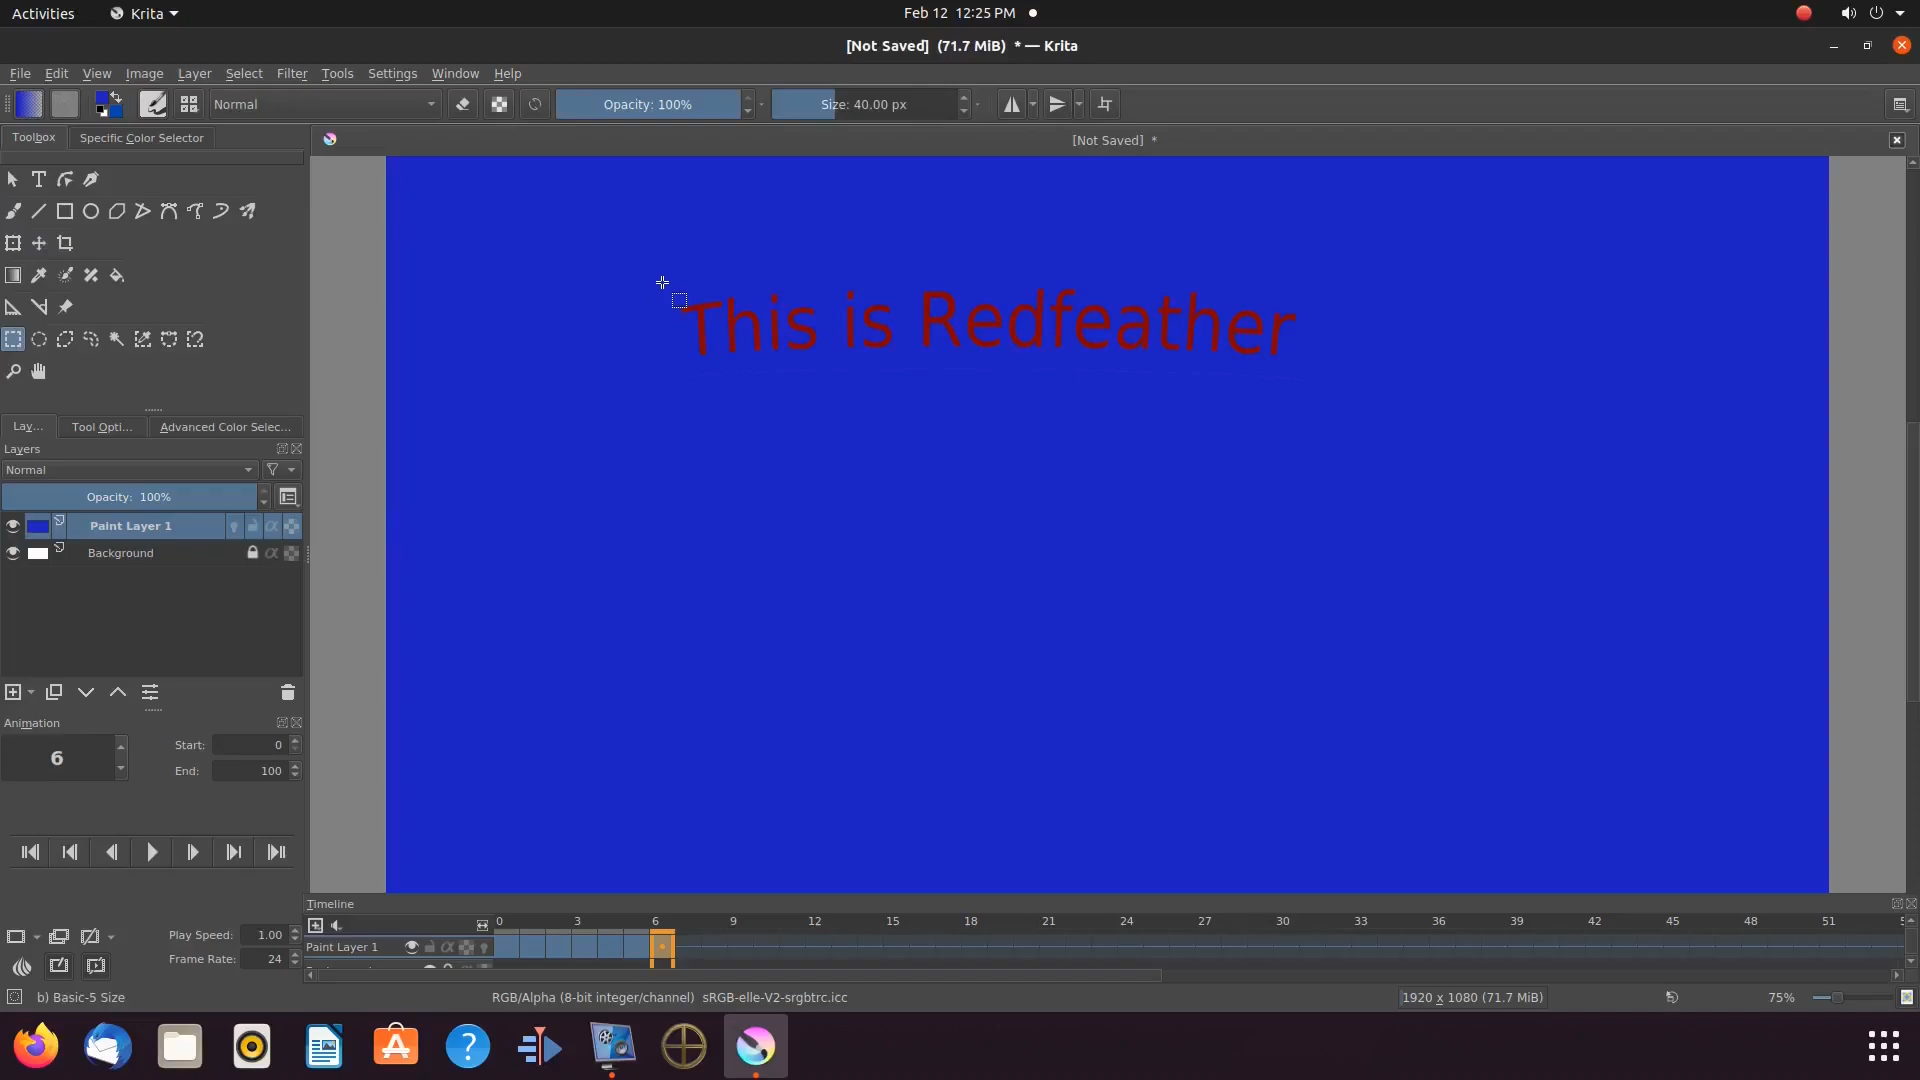 Activities Krita Feb 12 12:25 PM
[Not Saved] (71.7 MiB) * — Krita
File Edit View Image Layer Select Filter Tools Settings Window Help
Normal Opacity: 100% Size: 40.00 px
Toolbox Specific Color Selector [Not Saved] *
This is Redfeather
Lay... Tool Opti... Advanced Color Selec...
Layers
Normal
Opacity: 100%
Paint Layer 1
Background
Animation
6 Start: 0
End: 100
Timeline
0 3 6 9 12 15 18 21 24 27 30 33 36 39 42 45 48 51
Play Speed: 1.00 Paint Layer 1
Frame Rate: 24
b) Basic-5 Size RGB/Alpha (8-bit integer/channel) sRGB-elle-V2-srgbtrc.icc 1920 x 1080 (71.7 MiB) 75%